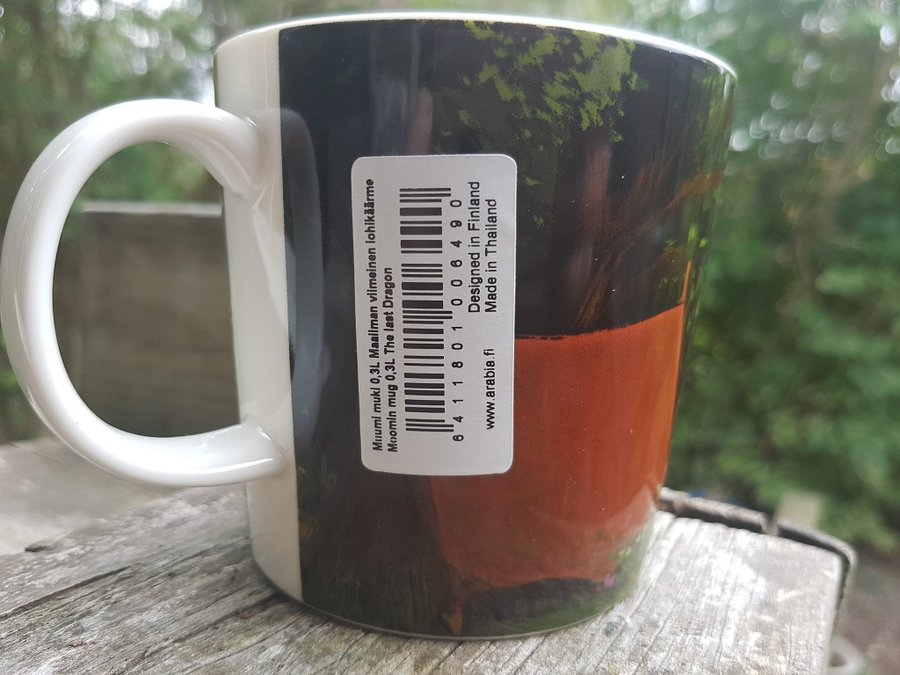 Muumi muki 0,3L Maailman viimeinen lohikäärme
Moomin mug 0,3L The last Dragon
6 411801 006490
www.arabia.fi
Designed in Finland
Made in Thailand